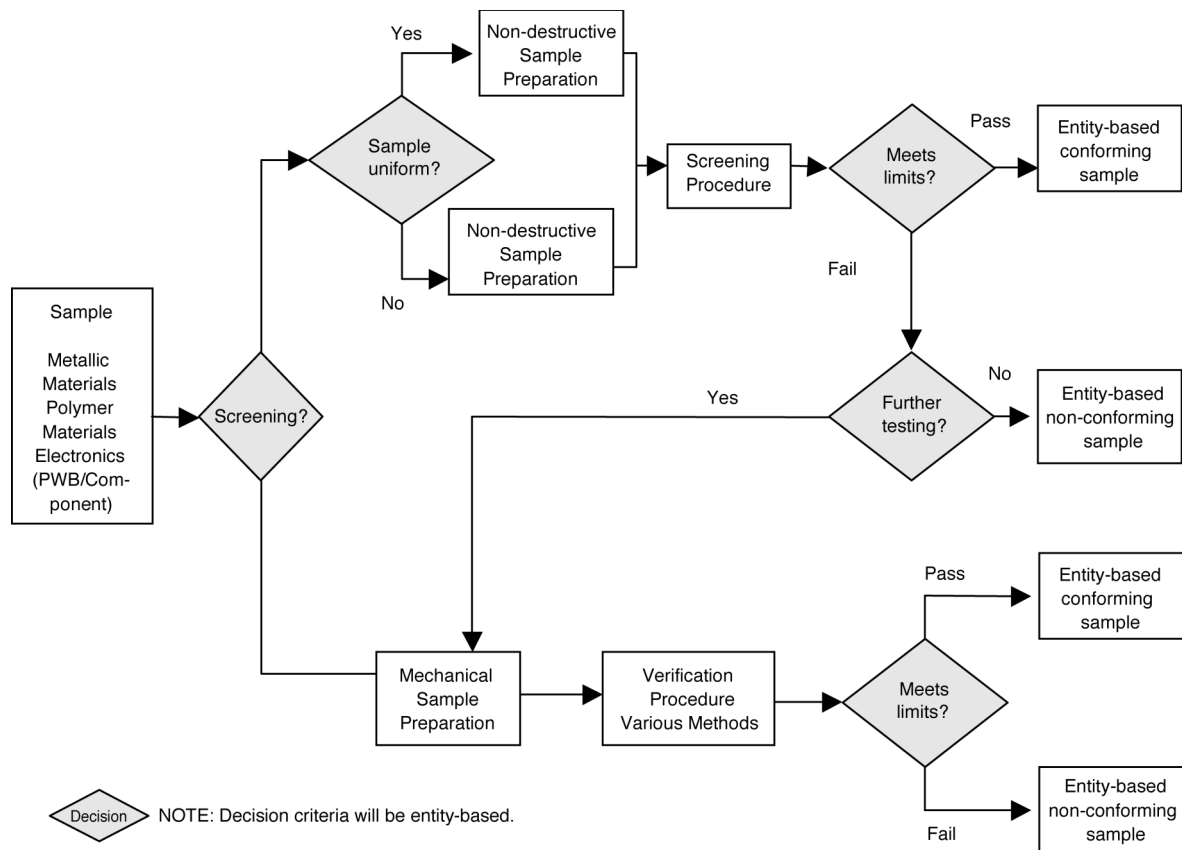 Yes
Non-destructive
Sample
Preparation
Sample
uniform?
No
Non-destructive
Sample
Preparation
Screening
Procedure
Meets
limits?
Pass
Entity-based
conforming
sample
Fail
Sample
Metallic
Materials
Polymer
Materials
Electronics
(PWB/Com-
ponent)
Screening?
Yes
Further
testing?
No
Entity-based
non-conforming
sample
Mechanical
Sample
Preparation
Verification
Procedure
Various Methods
Meets
limits?
Pass
Entity-based
conforming
sample
Fail
Entity-based
non-conforming
sample
Decision
NOTE: Decision criteria will be entity-based.